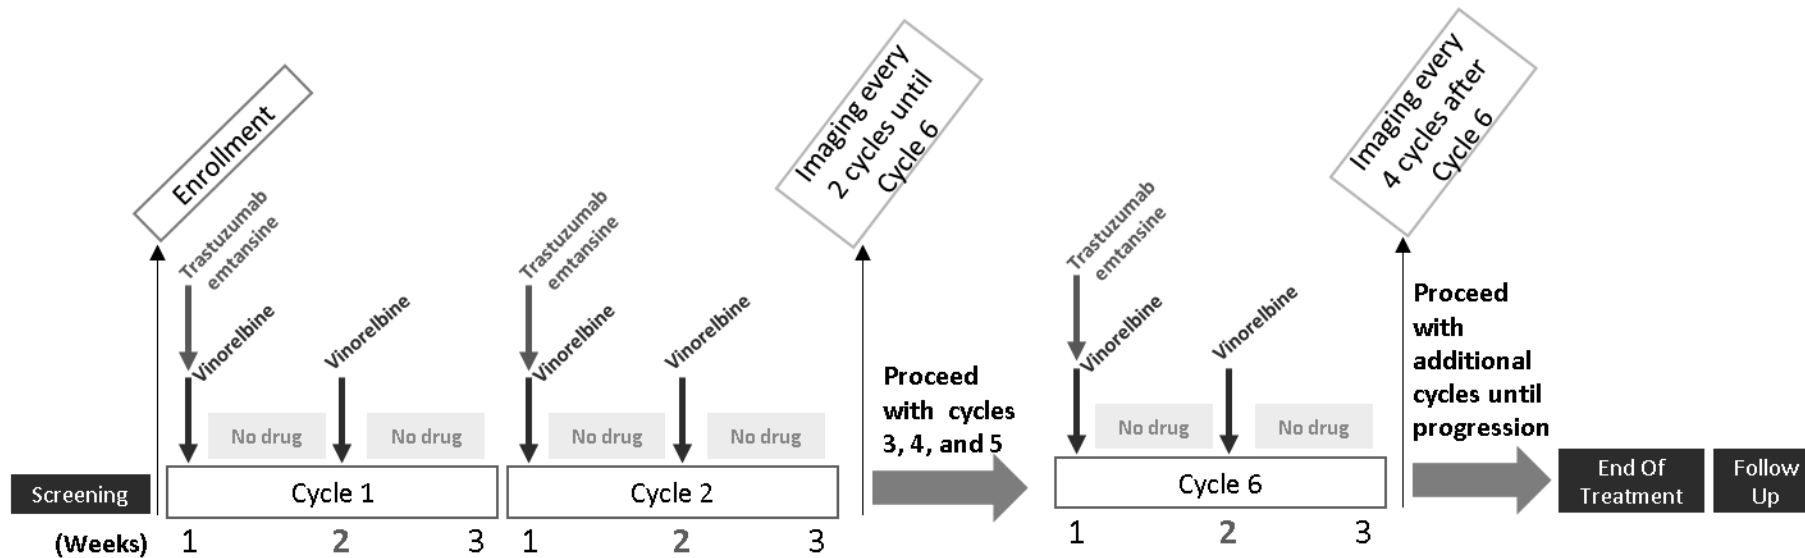 Enrollment
Imaging every
2 cycles until
Cycle 6
Imaging every
4 cycles after
Cycle 6
Trastuzumab
emtansine
Vinorelbine
Vinorelbine
Trastuzumab
emtansine
Vinorelbine
Vinorelbine
Trastuzumab
emtansine
Vinorelbine
Vinorelbine
No drug
No drug
No drug
No drug
Proceed
with cycles
3, 4, and 5
No drug
No drug
Proceed
with
additional
cycles until
progression
Screening
Cycle 1
Cycle 2
Cycle 6
End Of
Treatment
Follow
Up
(Weeks) 1 2 3 1 2 3 1 2 3